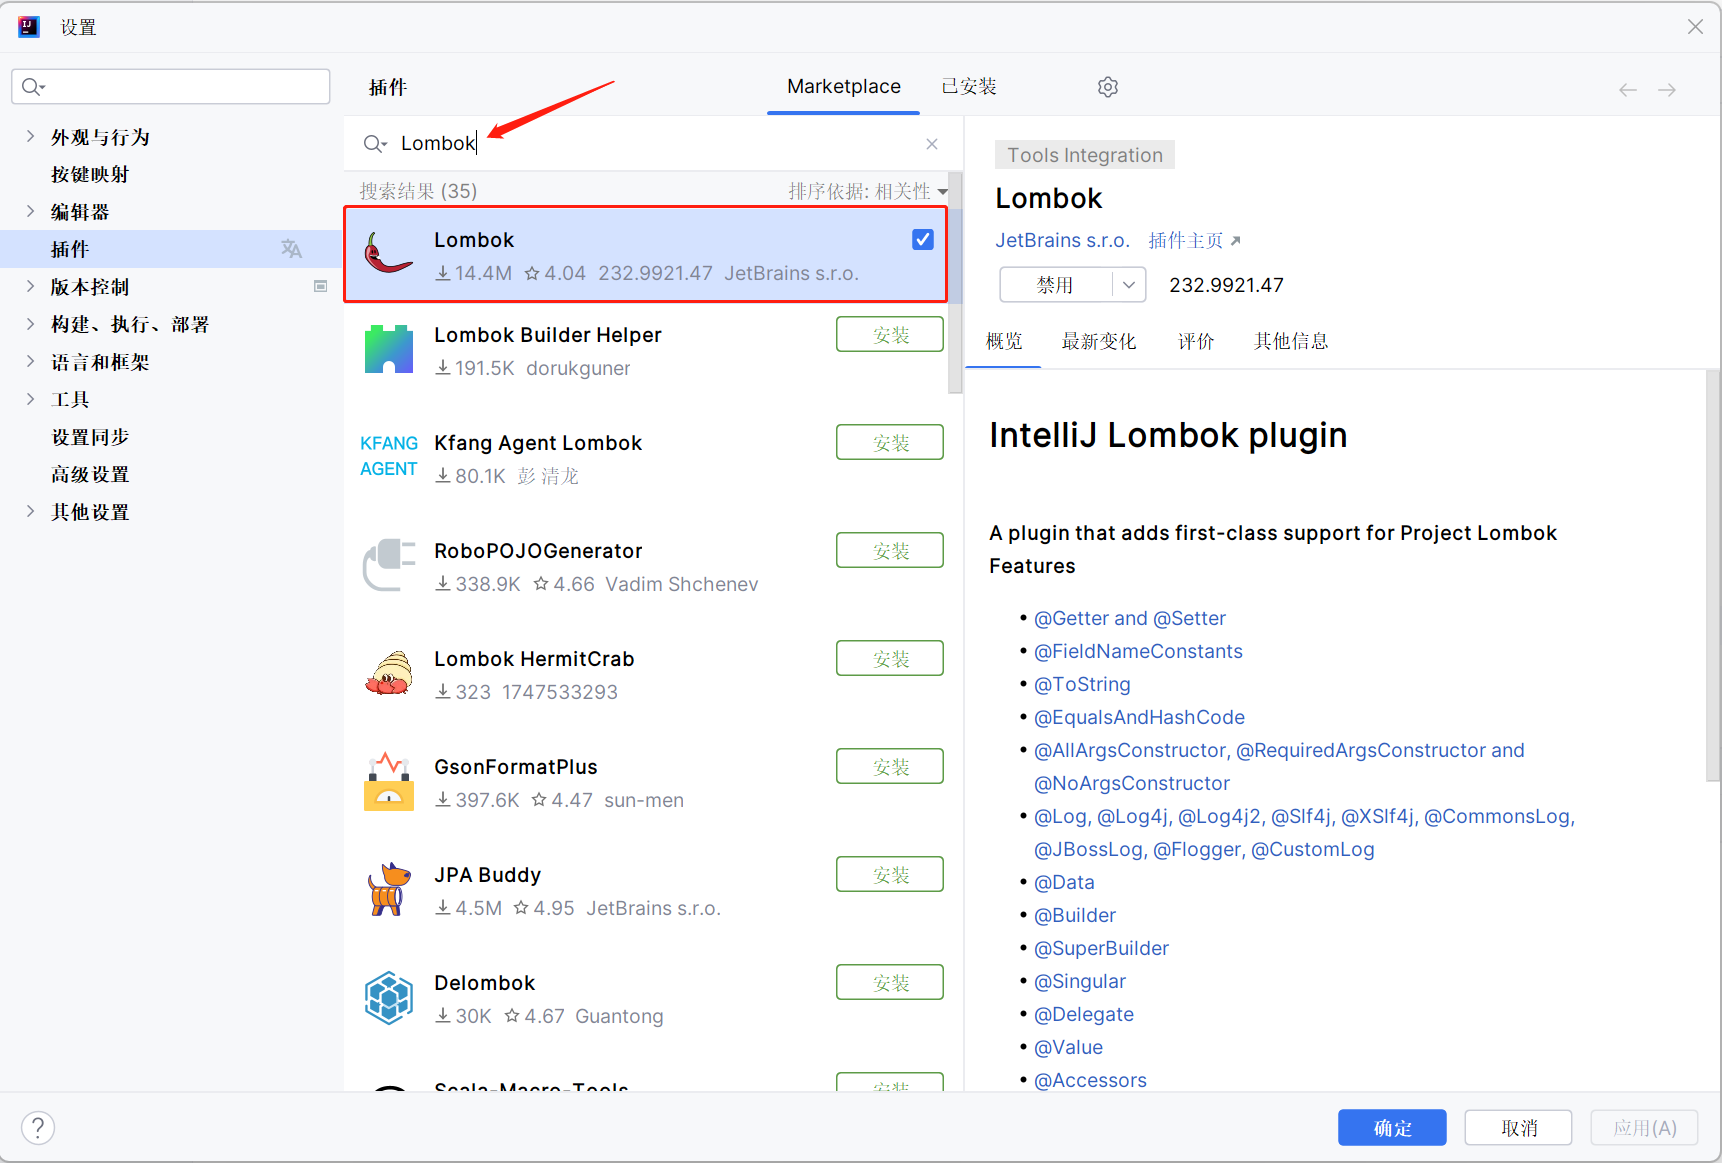 设置
插件
Marketplace
已安装
外观与行为
按键映射
编辑器
插件
版本控制
构建、执行、部署
语言和框架
工具
设置同步
高级设置
其他设置
Lombok
搜索结果 (35)
排序依据: 相关性
Lombok
14.4M 4.04 232.9921.47 JetBrains s.r.o.
Lombok Builder Helper
安装
191.5K dorukguner
KFANG
AGENT
Kfang Agent Lombok
安装
80.1K 彭 清龙
RoboPOJOGenerator
安装
338.9K 4.66 Vadim Shchenev
Lombok HermitCrab
安装
323 1747533293
GsonFormatPlus
安装
397.6K 4.47 sun-men
JPA Buddy
安装
4.5M 4.95 JetBrains s.r.o.
Delombok
安装
30K 4.67 Guantong
Scala-Macro-Tools
安装
Tools Integration
Lombok
JetBrains s.r.o. 插件主页
禁用
232.9921.47
概览
最新变化
评价
其他信息
IntelliJ Lombok plugin
A plugin that adds first-class support for Project Lombok
Features
• @Getter and @Setter
• @FieldNameConstants
• @ToString
• @EqualsAndHashCode
• @AllArgsConstructor, @RequiredArgsConstructor and
@NoArgsConstructor
• @Log, @Log4j, @Log4j2, @Slf4j, @XSlf4j, @CommonsLog,
@JBossLog, @Flogger, @CustomLog
• @Data
• @Builder
• @SuperBuilder
• @Singular
• @Delegate
• @Value
• @Accessors
?
确定
取消
应用(A)